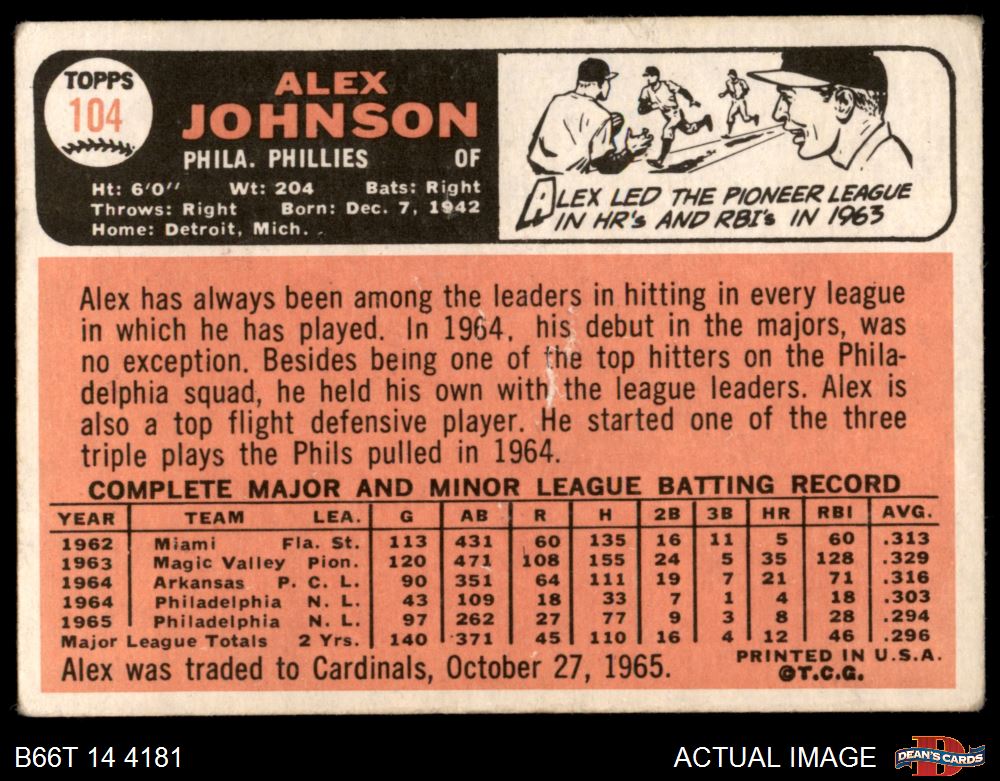 TOPPS
104
ALEX
JOHNSON
PHILA. PHILLIES OF
Ht: 6'0" Wt: 204 Bats: Right
Throws: Right Born: Dec. 7, 1942
Home: Detroit, Mich.
ALEX LED THE PIONEER LEAGUE
IN HR's AND RBI's IN 1963
Alex has always been among the leaders in hitting in every league
in which he has played. In 1964, his debut in the majors, was
no exception. Besides being one of the top hitters on the Phila-
delphia squad, he held his own with the league leaders. Alex is
also a top flight defensive player. He started one of the three
triple plays the Phils pulled in 1964.
COMPLETE MAJOR AND MINOR LEAGUE BATTING RECORD
YEAR TEAM LEA. G AB R H 2B 3B HR RBI AVG.
1962 Miami Fla. St. 113 431 60 135 16 11 5 60 .313
1963 Magic Valley Pion. 120 471 108 155 24 5 35 128 .329
1964 Arkansas P. C. L. 90 351 64 111 19 7 21 71 .316
1964 Philadelphia N. L. 43 109 18 33 7 1 4 18 .303
1965 Philadelphia N. L. 97 262 27 77 9 3 8 28 .294
Major League Totals 2 Yrs. 140 371 45 110 16 4 12 46 .296
Alex was traded to Cardinals, October 27, 1965.
PRINTED IN U.S.A.
©T.C.G.
B66T 14 4181
ACTUAL IMAGE
D
DEAN'S CARDS